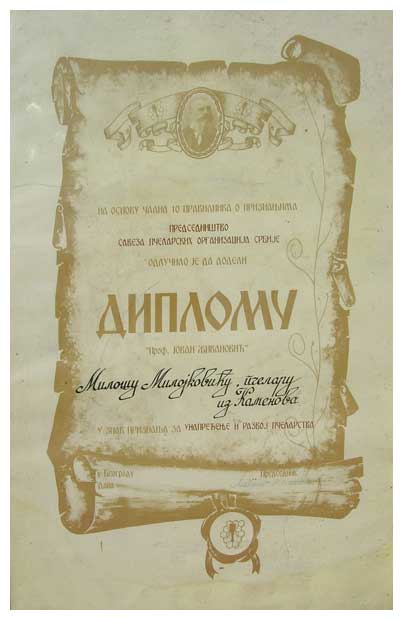 НА ОСНОВУ ЧЛАНА 10 ПРАВИЛНИКА О ПРИЗНАЊИМА
ПРЕДСЕДНИШТВО
САВЕЗА ПЧЕЛАРСКИХ ОРГАНИЗАЦИЈА СРБИЈЕ
ОДЛУЧИЛО ЈЕ ДА ДОДЕЛИ
ДИПЛОМУ
"Проф. ЈОВАН ЖИВАНОВИЋ"
Милошу Милојковићу, пчелару
из Каменова
У ЗНАК ПРИЗНАЊА ЗА УНАПРЕЂЕЊЕ И РАЗВОЈ ПЧЕЛАРСТВА
у Београду
Дана
Председник